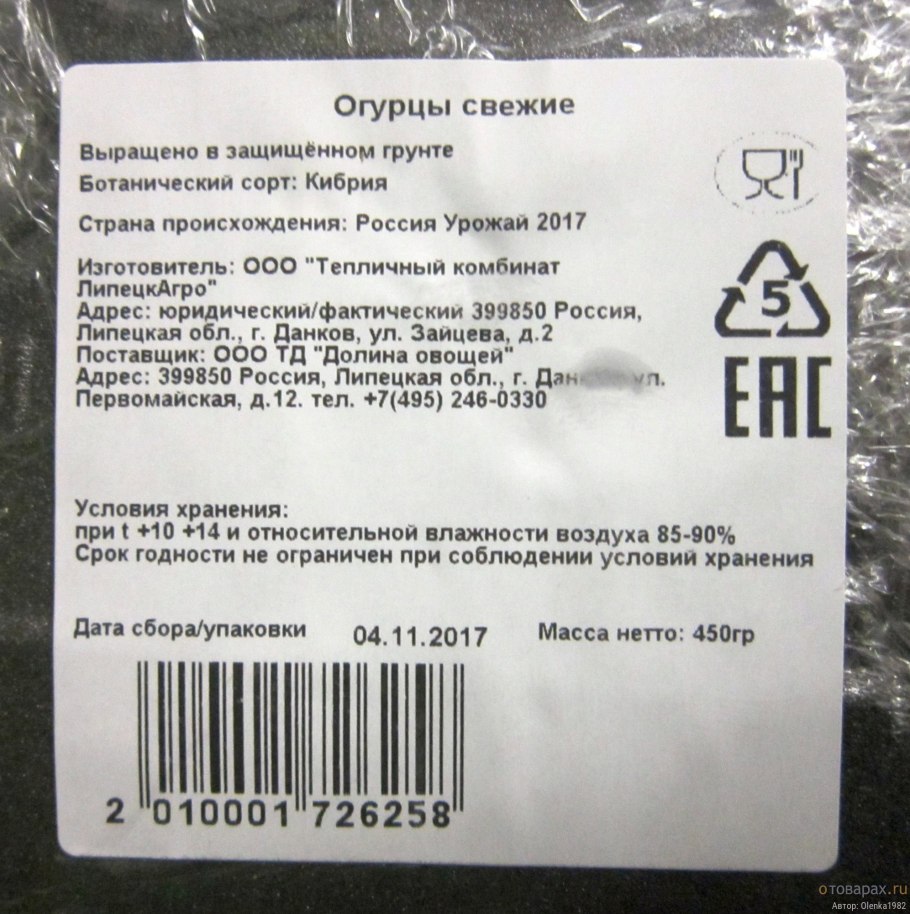 Огурцы свежие
Выращено в защищённом грунте
Ботанический сорт: Кибрия
Страна происхождения: Россия Урожай 2017
Изготовитель: ООО "Тепличный комбинат
ЛипецкАгро"
Адрес: юридический/фактический 399850 Россия,
Липецкая обл., г. Данков, ул. Зайцева, д.2
Поставщик: ООО ТД "Долина овощей"
Адрес: 399850 Россия, Липецкая обл., г. ул.
Первомайская, д.12. тел. +7(495) 246-0330
5
EAC
Условия хранения:
при t +10 +14 и относительной влажности воздуха 85-90%
Срок годности не ограничен при соблюдении условий хранения
Дата сбора/упаковки 04.11.2017 Масса нетто: 450гр
2 010001 726258
отоварах.ru
Автор: Olenka1982